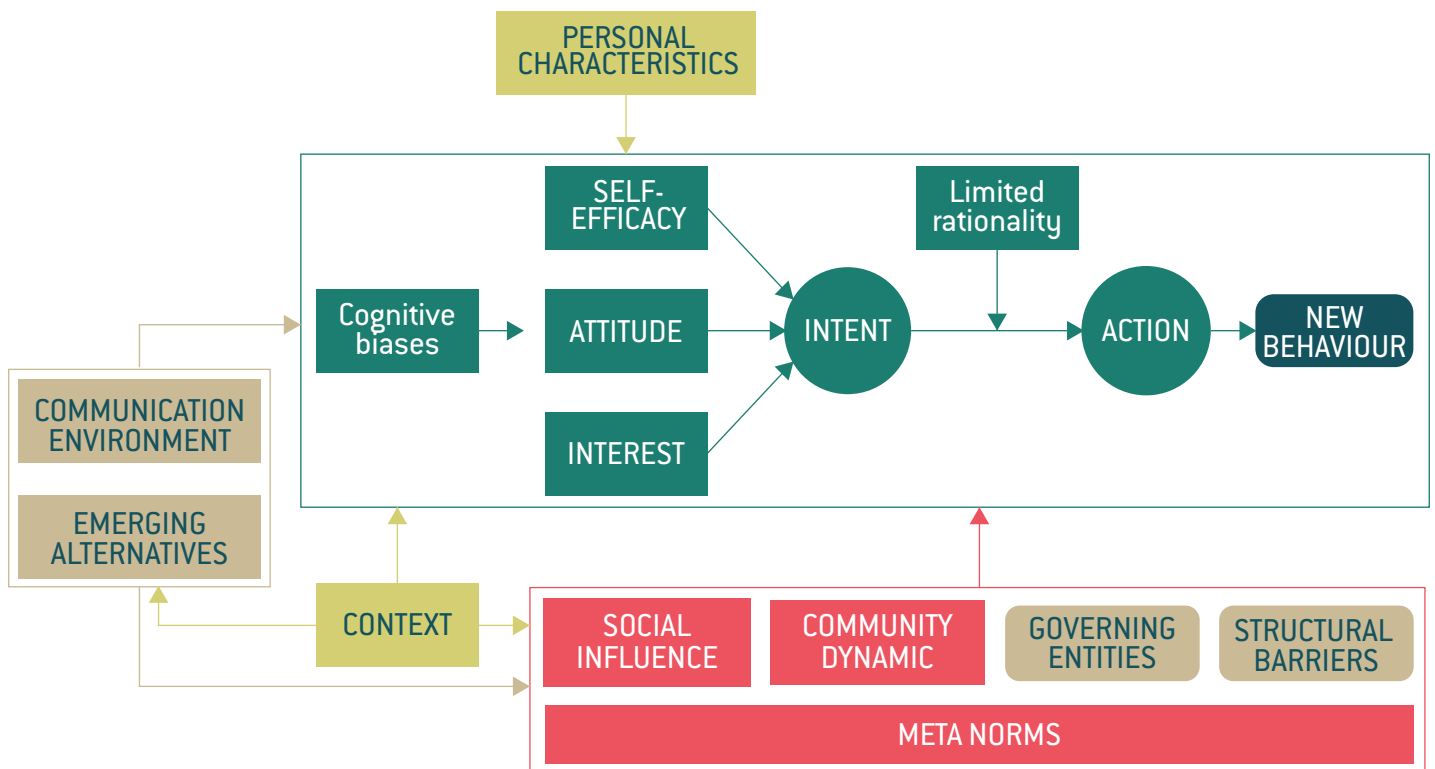 PERSONAL
CHARACTERISTICS
SELF-
EFFICACY
Limited
rationality
Cognitive
biases
ATTITUDE
INTENT
ACTION
NEW
BEHAVIOUR
INTEREST
COMMUNICATION
ENVIRONMENT
EMERGING
ALTERNATIVES
CONTEXT
SOCIAL
INFLUENCE
COMMUNITY
DYNAMIC
GOVERNING
ENTITIES
STRUCTURAL
BARRIERS
META NORMS